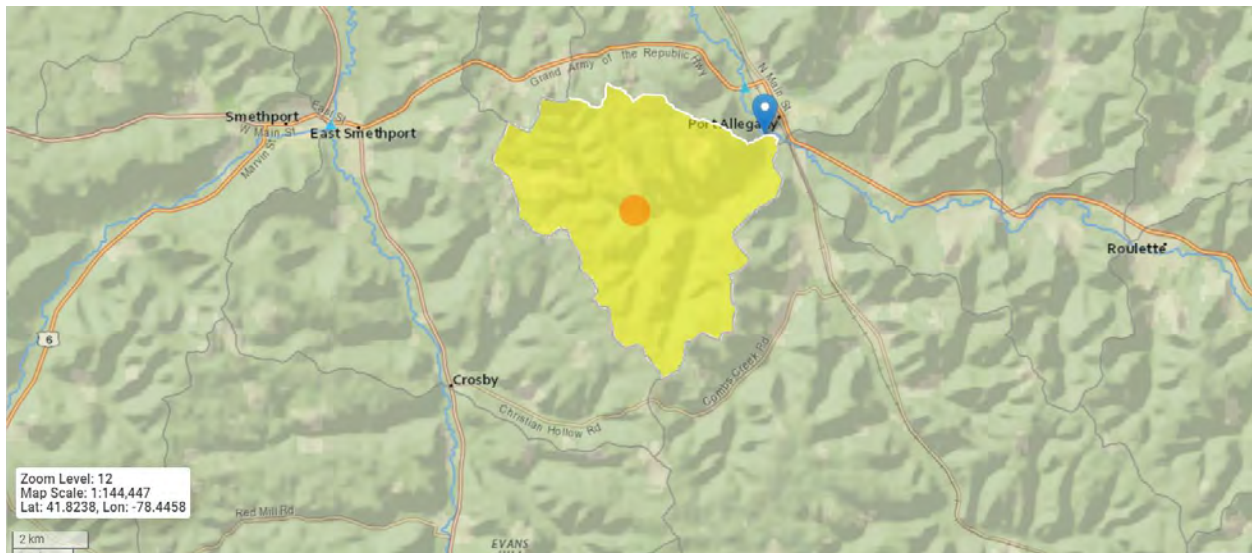 Grand Army of the Republic Hwy
N Main St
Smethport
East St
W Main St
East Smethport
Port Allegany
Marvin St
Roulette
6
Combs Creek Rd
Crosby
Christian Hollow Rd
Zoom Level: 12
Map Scale: 1:144,447
Lat: 41.8238, Lon: -78.4458
Red Mill Rd
2 km
EVANS